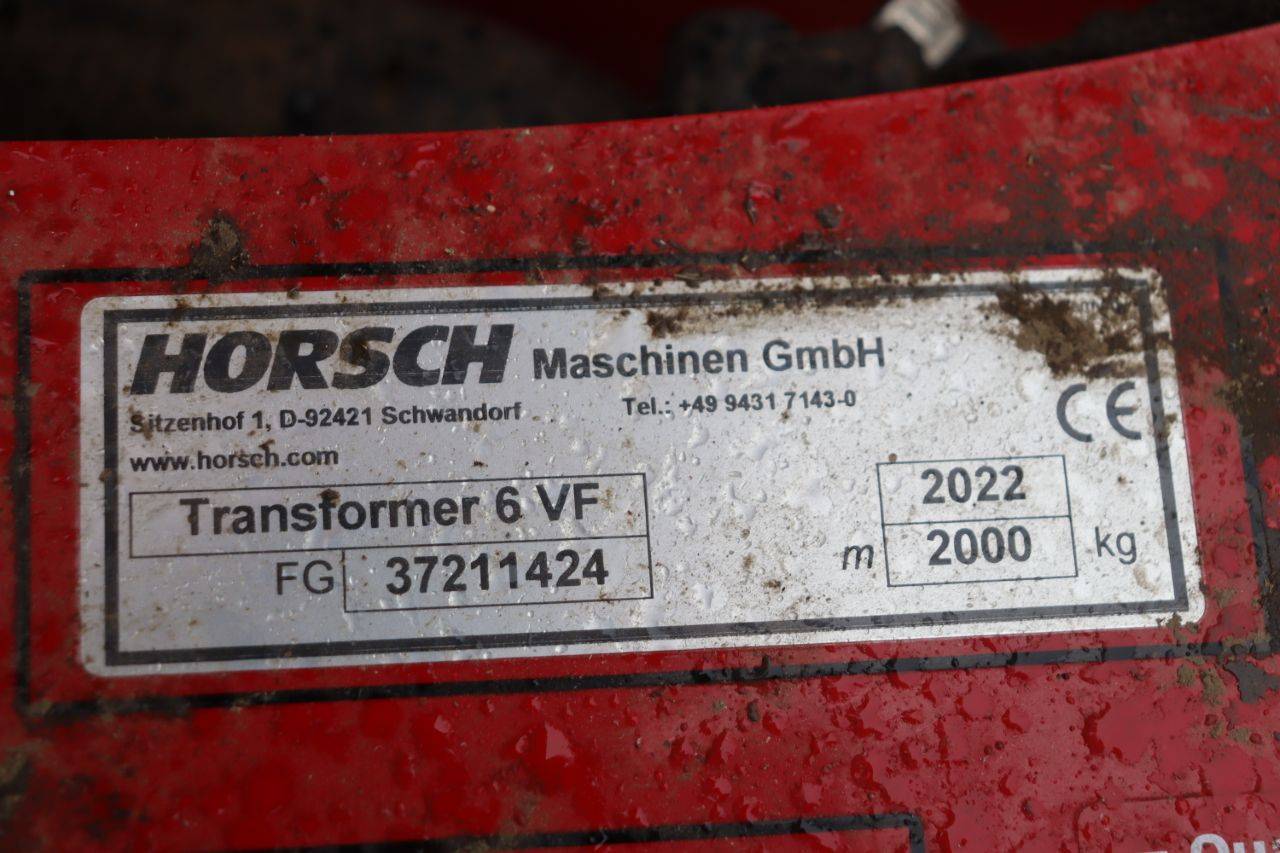 HORSCH Maschinen GmbH
Sitzenhof 1, D-92421 Schwandorf Tel.: +49 9431 7143-0
www.horsch.com
CE
Transformer 6 VF
2022
FG 37211424
m 2000 kg